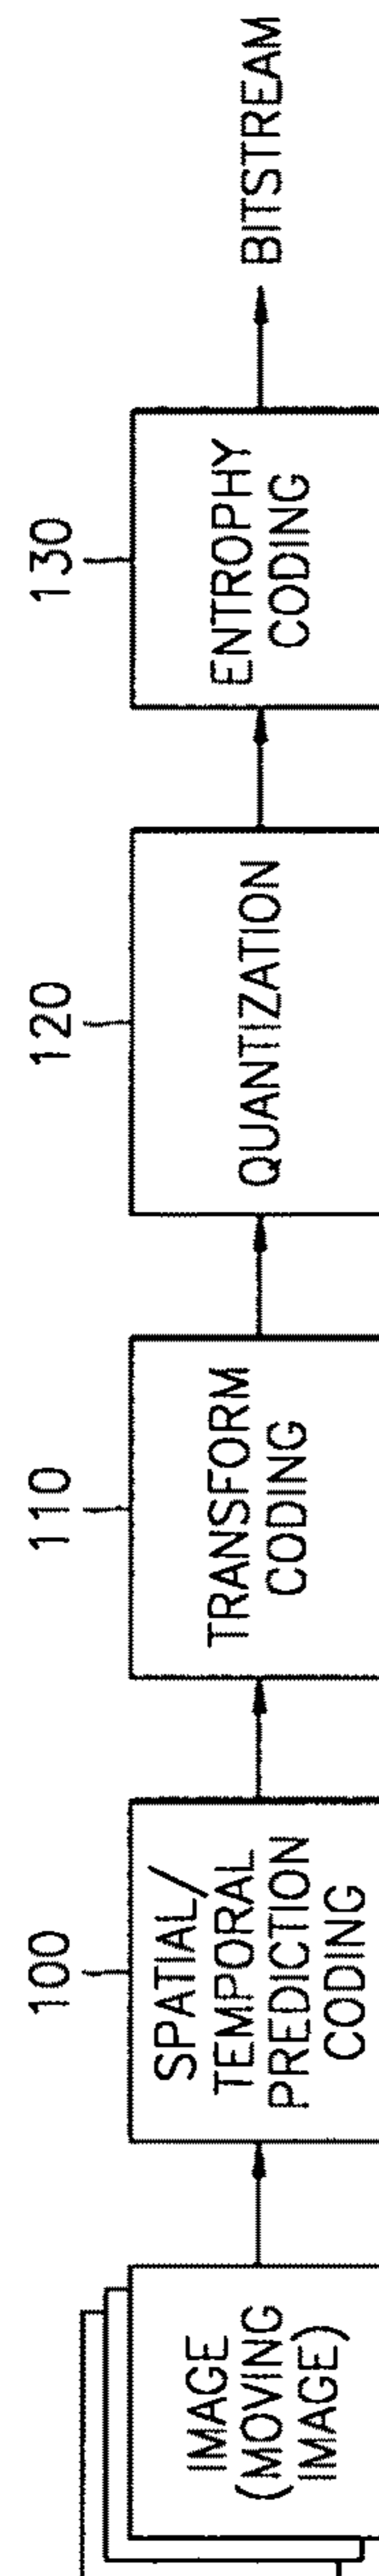 IMAGE
(MOVING
IMAGE)
100
SPATIAL/
TEMPORAL
PREDICTION
CODING
110
TRANSFORM
CODING
120
QUANTIZATION
130
ENTROPHY
CODING
BITSTREAM